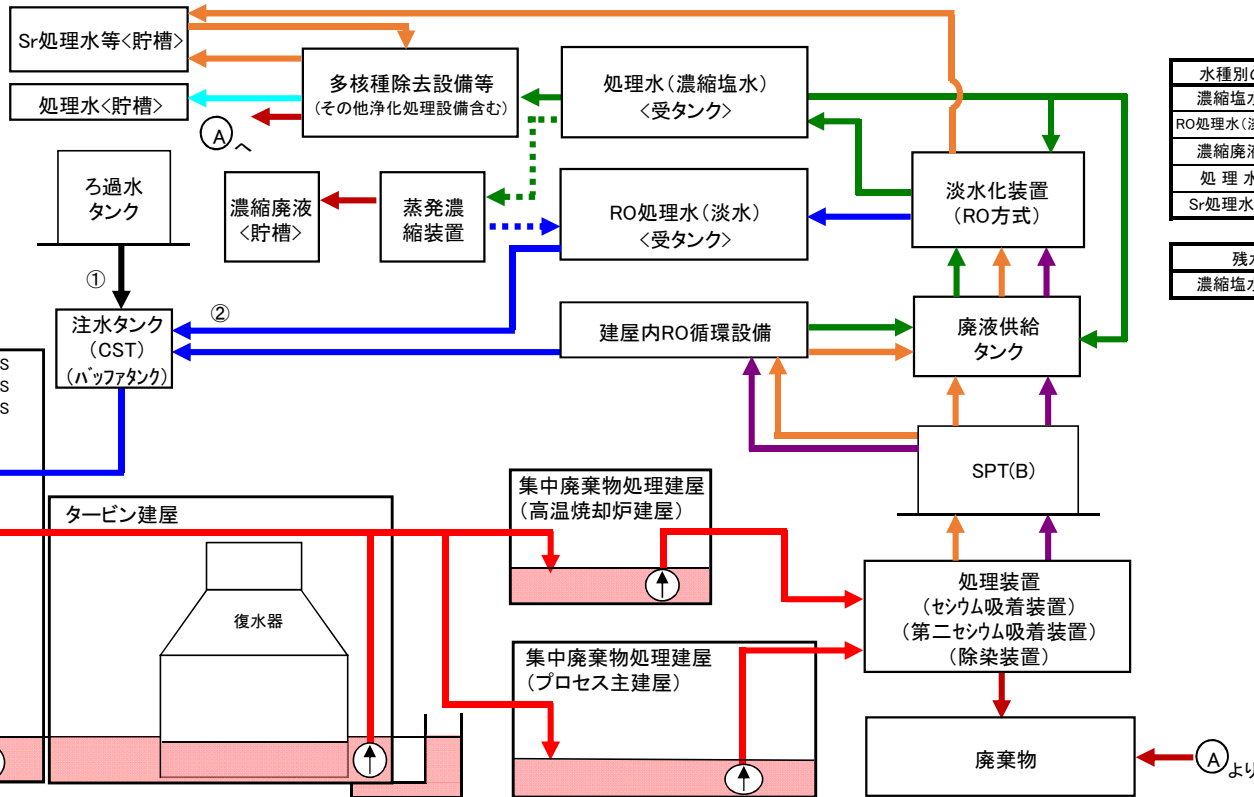 Sr処理水等<貯槽>
処理水<貯槽>
多核種除去設備等
(その他浄化処理設備含む)
A
へ
処理水(濃縮塩水)
<受タンク>
水種別の
濃縮塩水
RO処理水(淡
濃縮廃液
処 理 水
Sr処理水
残水
濃縮塩水
ろ過水
タンク
濃縮廃液
<貯槽>
蒸発濃
縮装置
RO処理水(淡水)
<受タンク>
淡水化装置
(RO方式)
①
②
注水タンク
(CST)
(バッファタンク)
建屋内RO循環設備
廃液供給
タンク
S
S
S
SPT(B)
タービン建屋
復水器
集中廃棄物処理建屋
(高温焼却炉建屋)
処理装置
(セシウム吸着装置)
(第二セシウム吸着装置)
(除染装置)
集中廃棄物処理建屋
(プロセス主建屋)
廃棄物
A
より